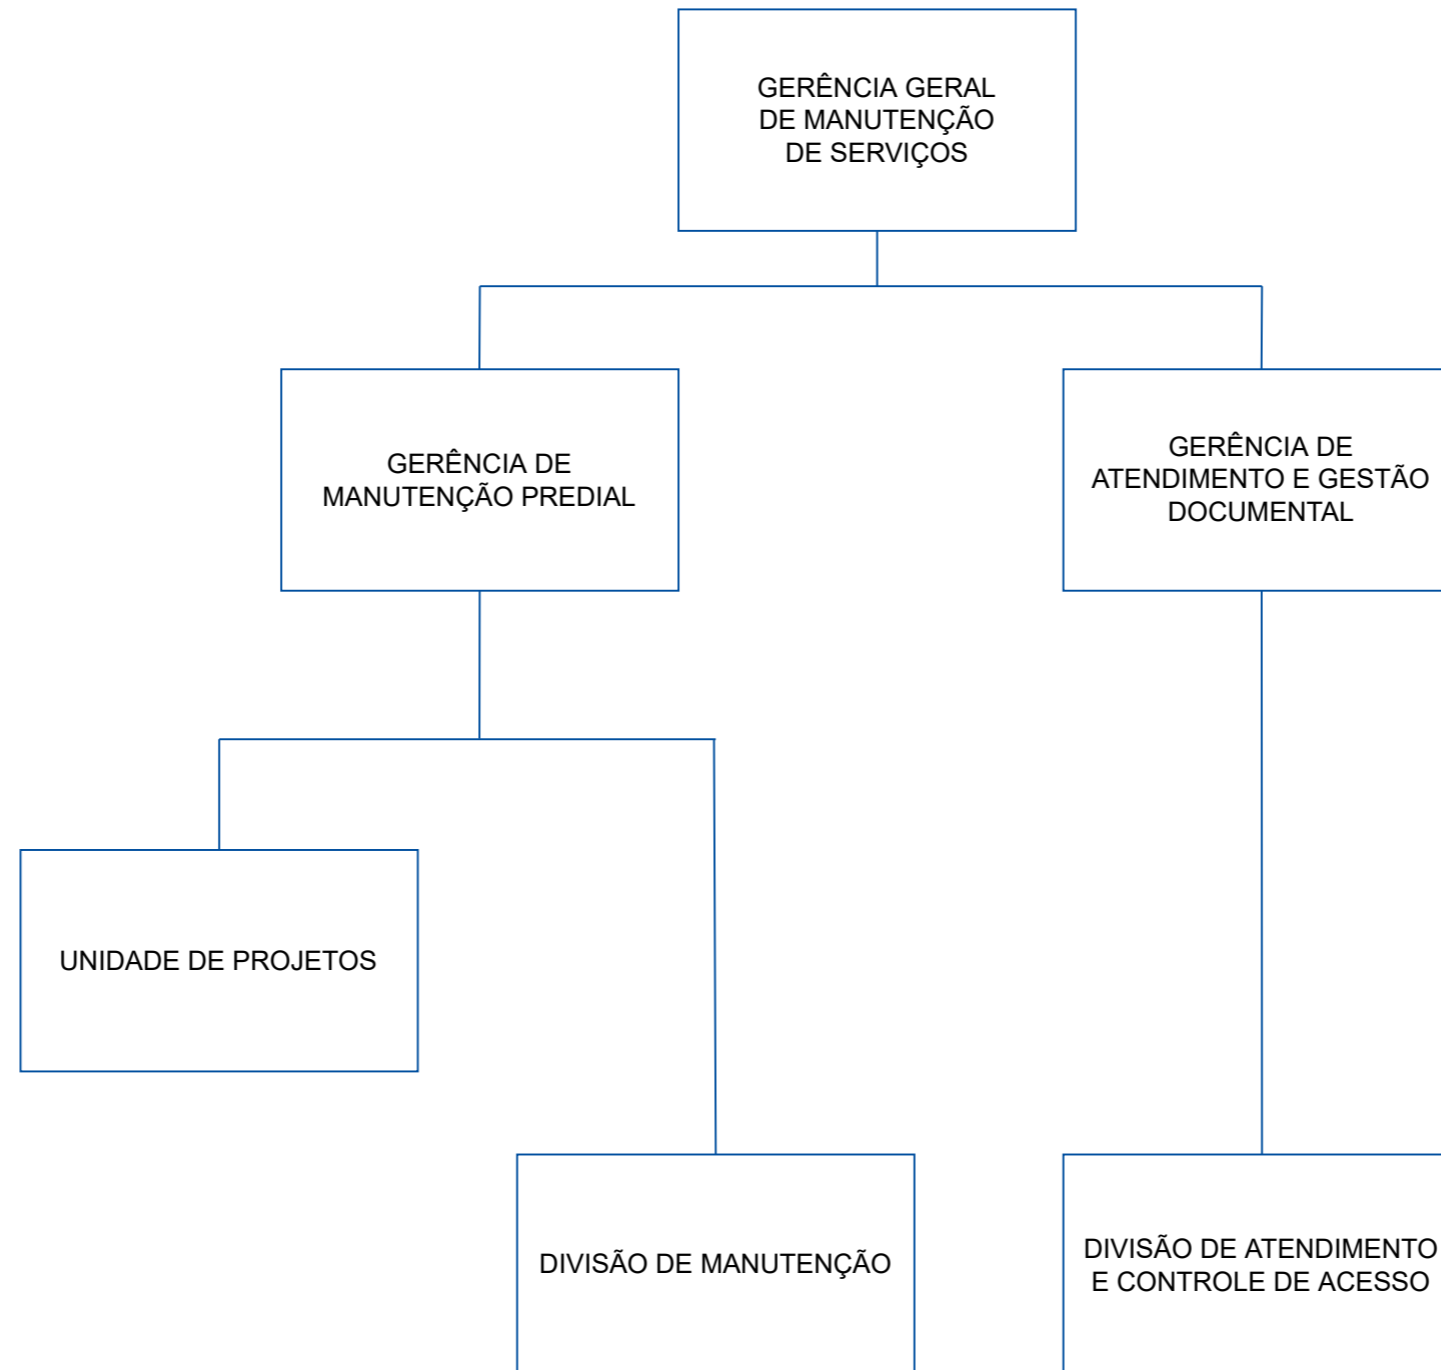 GERÊNCIA GERAL
DE MANUTENÇÃO
DE SERVIÇOS
GERÊNCIA DE
MANUTENÇÃO PREDIAL
GERÊNCIA DE
ATENDIMENTO E GESTÃO
DOCUMENTAL
UNIDADE DE PROJETOS
DIVISÃO DE MANUTENÇÃO
DIVISÃO DE ATENDIMENTO
E CONTROLE DE ACESSO